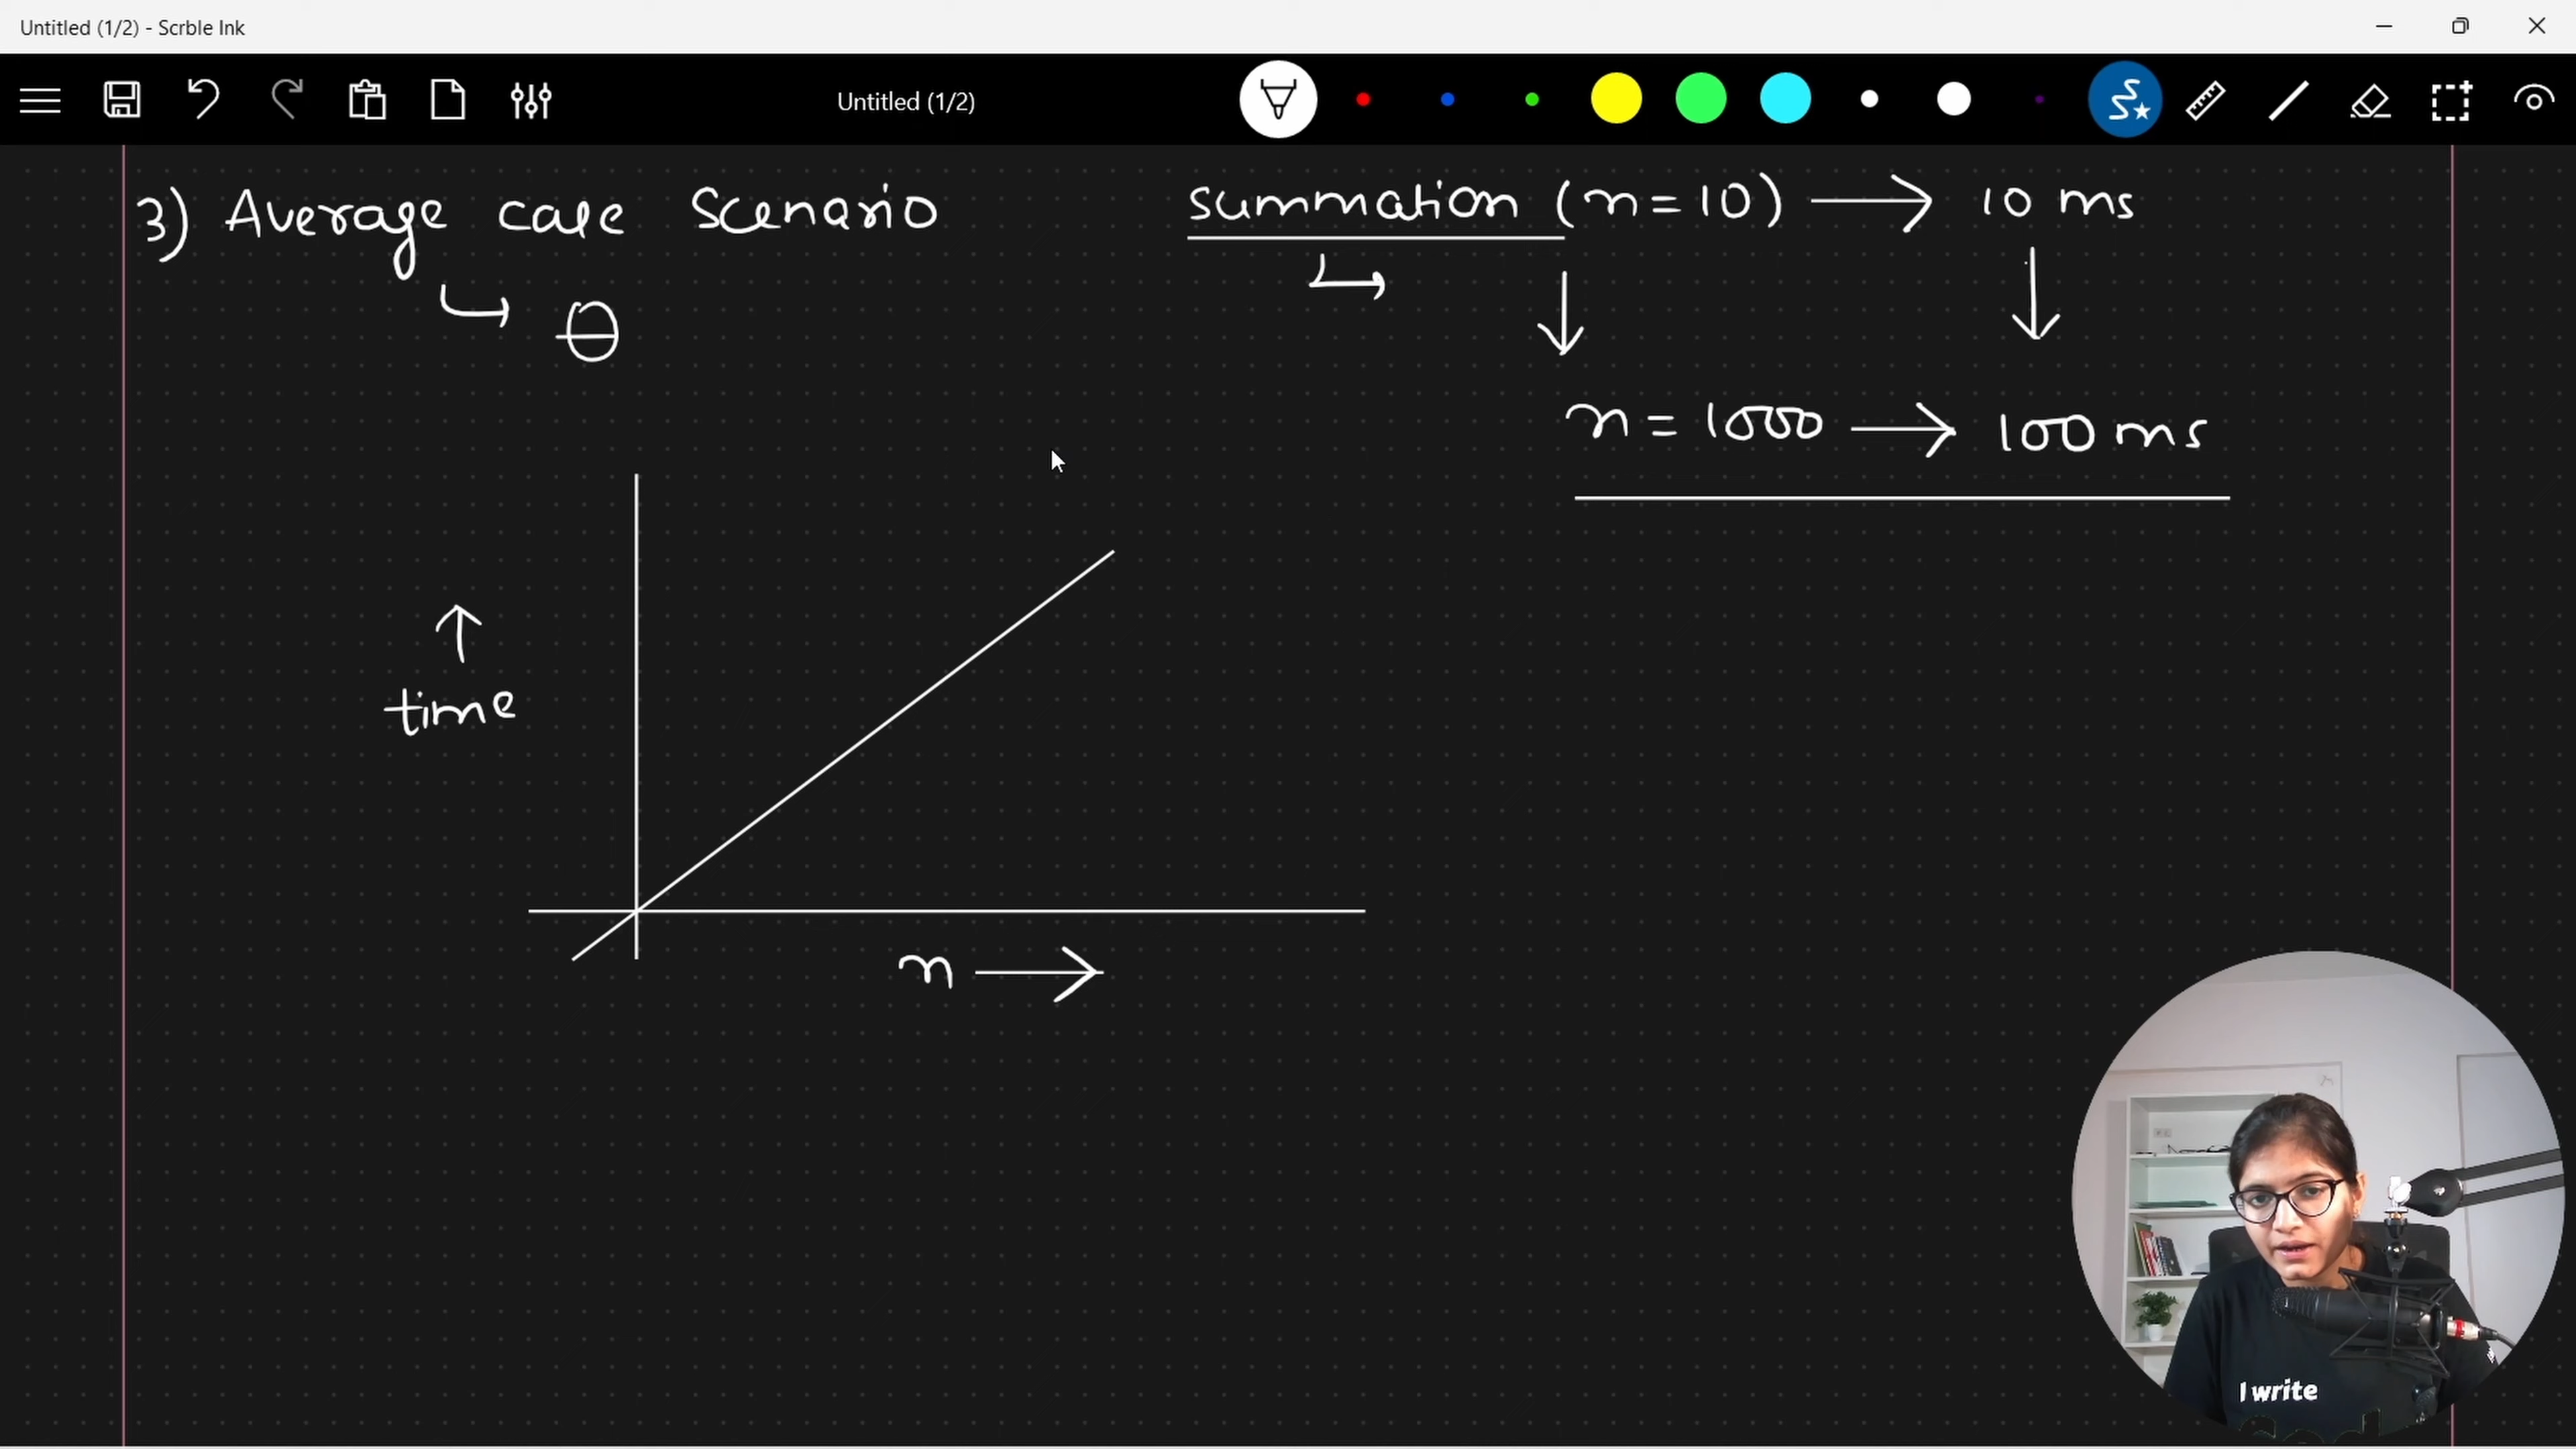 Untitled (1/2) - Scrble Ink
Untitled (1/2)
3) Average case Scenario
θ
summation (n=10) → 10 ms
n = 1000 → 100 ms
↑
time
n →
I write